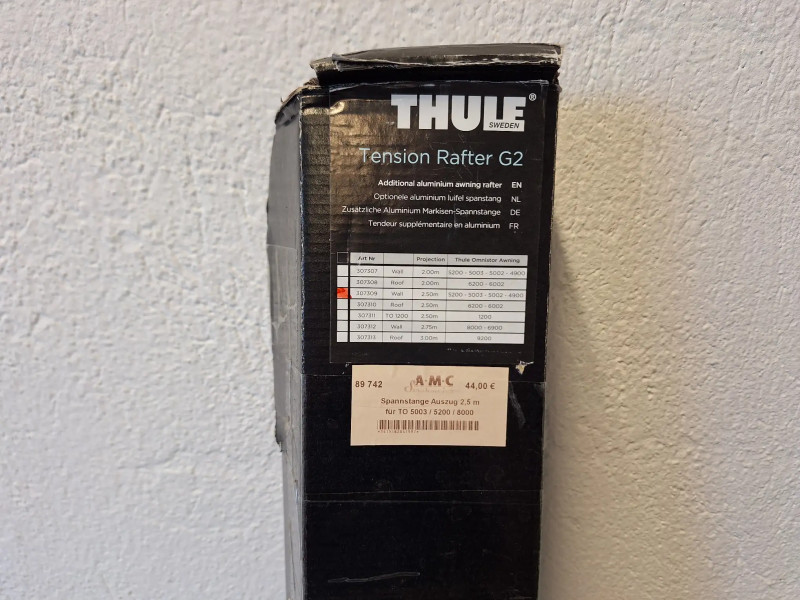 THULE®
SWEDEN
Tension Rafter G2
Additional aluminium awning rafter EN
Optionele aluminium luifel spanstang NL
Zusätzliche Aluminium Markisen-Spannstange DE
Tendeur supplémentaire en aluminium FR
Art Nr Projection Thule Omnistor Awning
307307 Wall 2.00m 5200 - 5003 - 5002 - 4900
307308 Roof 2.00m 6200 - 6002
307309 Wall 2.50m 5200 - 5003 - 5002 - 4900
307310 Roof 2.50m 6200 - 6002
307311 TO 1200 2.50m 1200
307312 Wall 2.75m 8000 - 6900
307313 Roof 3.00m 9200
89 742 A·M·C 44,00 €
Spannstange Auszug 2,5 m
für TO 5003 / 5200 / 8000